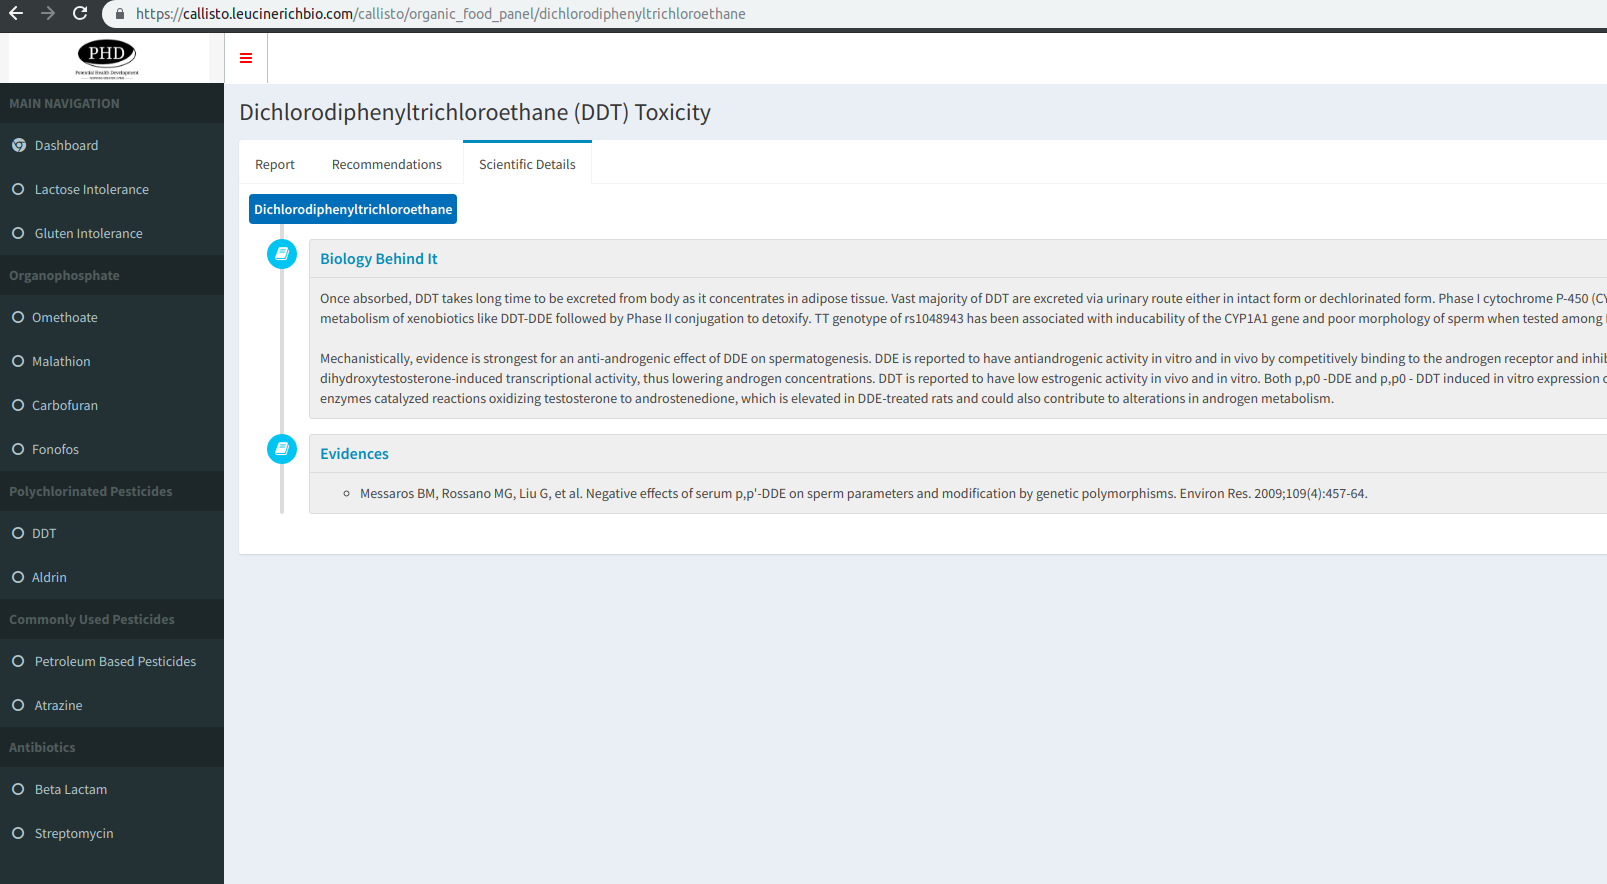 https://callisto.leucinerichbio.com/callisto/organic_food_panel/dichlorodiphenyltrichloroethane
PHD
Potential Health Development
MAIN NAVIGATION
Dashboard
Lactose Intolerance
Gluten Intolerance
Organophosphate
Omethoate
Malathion
Carbofuran
Fonofos
Polychlorinated Pesticides
DDT
Aldrin
Commonly Used Pesticides
Petroleum Based Pesticides
Atrazine
Antibiotics
Beta Lactam
Streptomycin
Dichlorodiphenyltrichloroethane (DDT) Toxicity
Report Recommendations Scientific Details
Dichlorodiphenyltrichloroethane
Biology Behind It
Once absorbed, DDT takes long time to be excreted from body as it concentrates in adipose tissue. Vast majority of DDT are excreted via urinary route either in intact form or dechlorinated form. Phase I cytochrome P-450 (CY
metabolism of xenobiotics like DDT-DDE followed by Phase II conjugation to detoxify. TT genotype of rs1048943 has been associated with inducability of the CYP1A1 gene and poor morphology of sperm when tested among
Mechanistically, evidence is strongest for an anti-androgenic effect of DDE on spermatogenesis. DDE is reported to have antiandrogenic activity in vitro and in vivo by competitively binding to the androgen receptor and inhib
dihydroxytestosterone-induced transcriptional activity, thus lowering androgen concentrations. DDT is reported to have low estrogenic activity in vivo and in vitro. Both p,p0 -DDE and p,p0 - DDT induced in vitro expression
enzymes catalyzed reactions oxidizing testosterone to androstenedione, which is elevated in DDE-treated rats and could also contribute to alterations in androgen metabolism.
Evidences
Messaros BM, Rossano MG, Liu G, et al. Negative effects of serum p,p'-DDE on sperm parameters and modification by genetic polymorphisms. Environ Res. 2009;109(4):457-64.